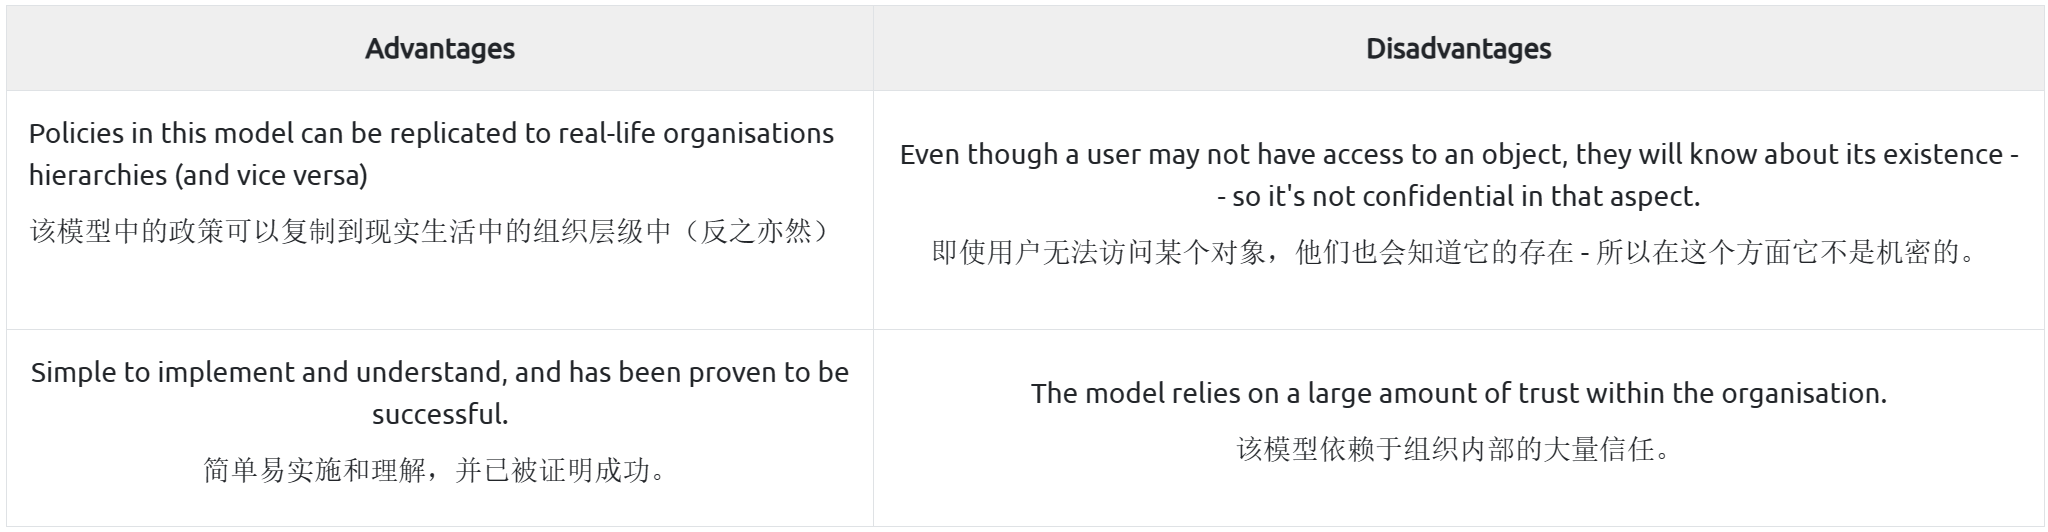 Advantages
Disadvantages
Policies in this model can be replicated to real-life organisations
hierarchies (and vice versa)
该模型中的政策可以复制到现实生活中的组织层级中（反之亦然）
Even though a user may not have access to an object, they will know about its existence -
- so it's not confidential in that aspect.
即使用户无法访问某个对象，他们也会知道它的存在 - 所以在这个方面它不是机密的。
Simple to implement and understand, and has been proven to be
successful.
简单易实施和理解，并已被证明成功。
The model relies on a large amount of trust within the organisation.
该模型依赖于组织内部的大量信任。